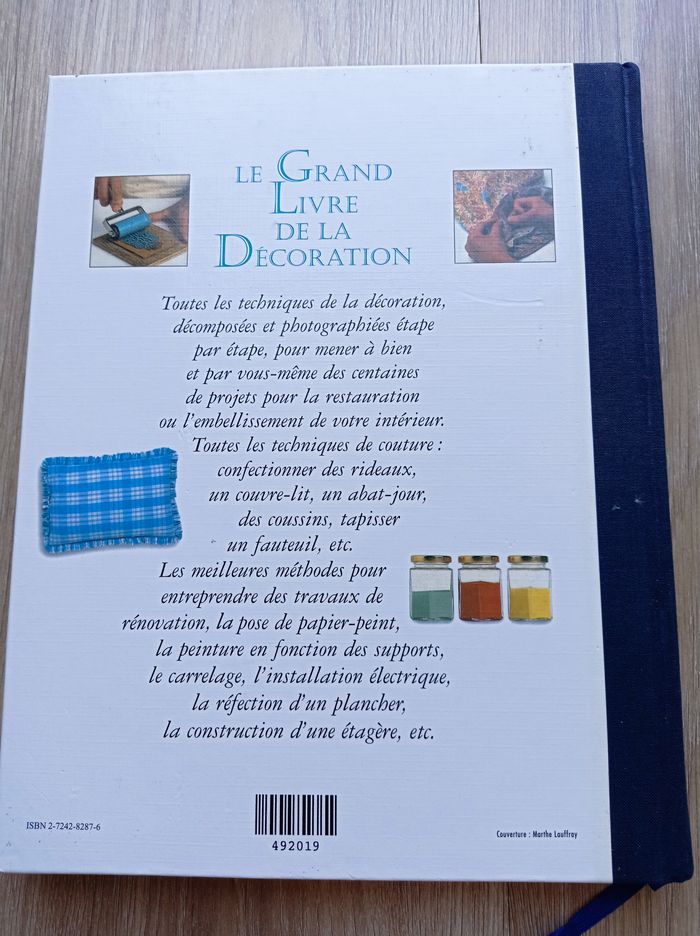 LE GRAND
LIVRE
DE LA
DÉCORATION
Toutes les techniques de la décoration,
décomposées et photographiées étape
par étape, pour mener à bien
et par vous-même des centaines
de projets pour la restauration
ou l'embellissement de votre intérieur.
Toutes les techniques de couture :
confectionner des rideaux,
un couvre-lit, un abat-jour,
des coussins, tapisser
un fauteuil, etc.
Les meilleures méthodes pour
entreprendre des travaux de
rénovation, la pose de papier-peint,
la peinture en fonction des supports,
le carrelage, l'installation électrique,
la réfection d'un plancher,
la construction d'une étagère, etc.
ISBN 2-7242-8287-6
492019
Couverture : Marthe Lauffray